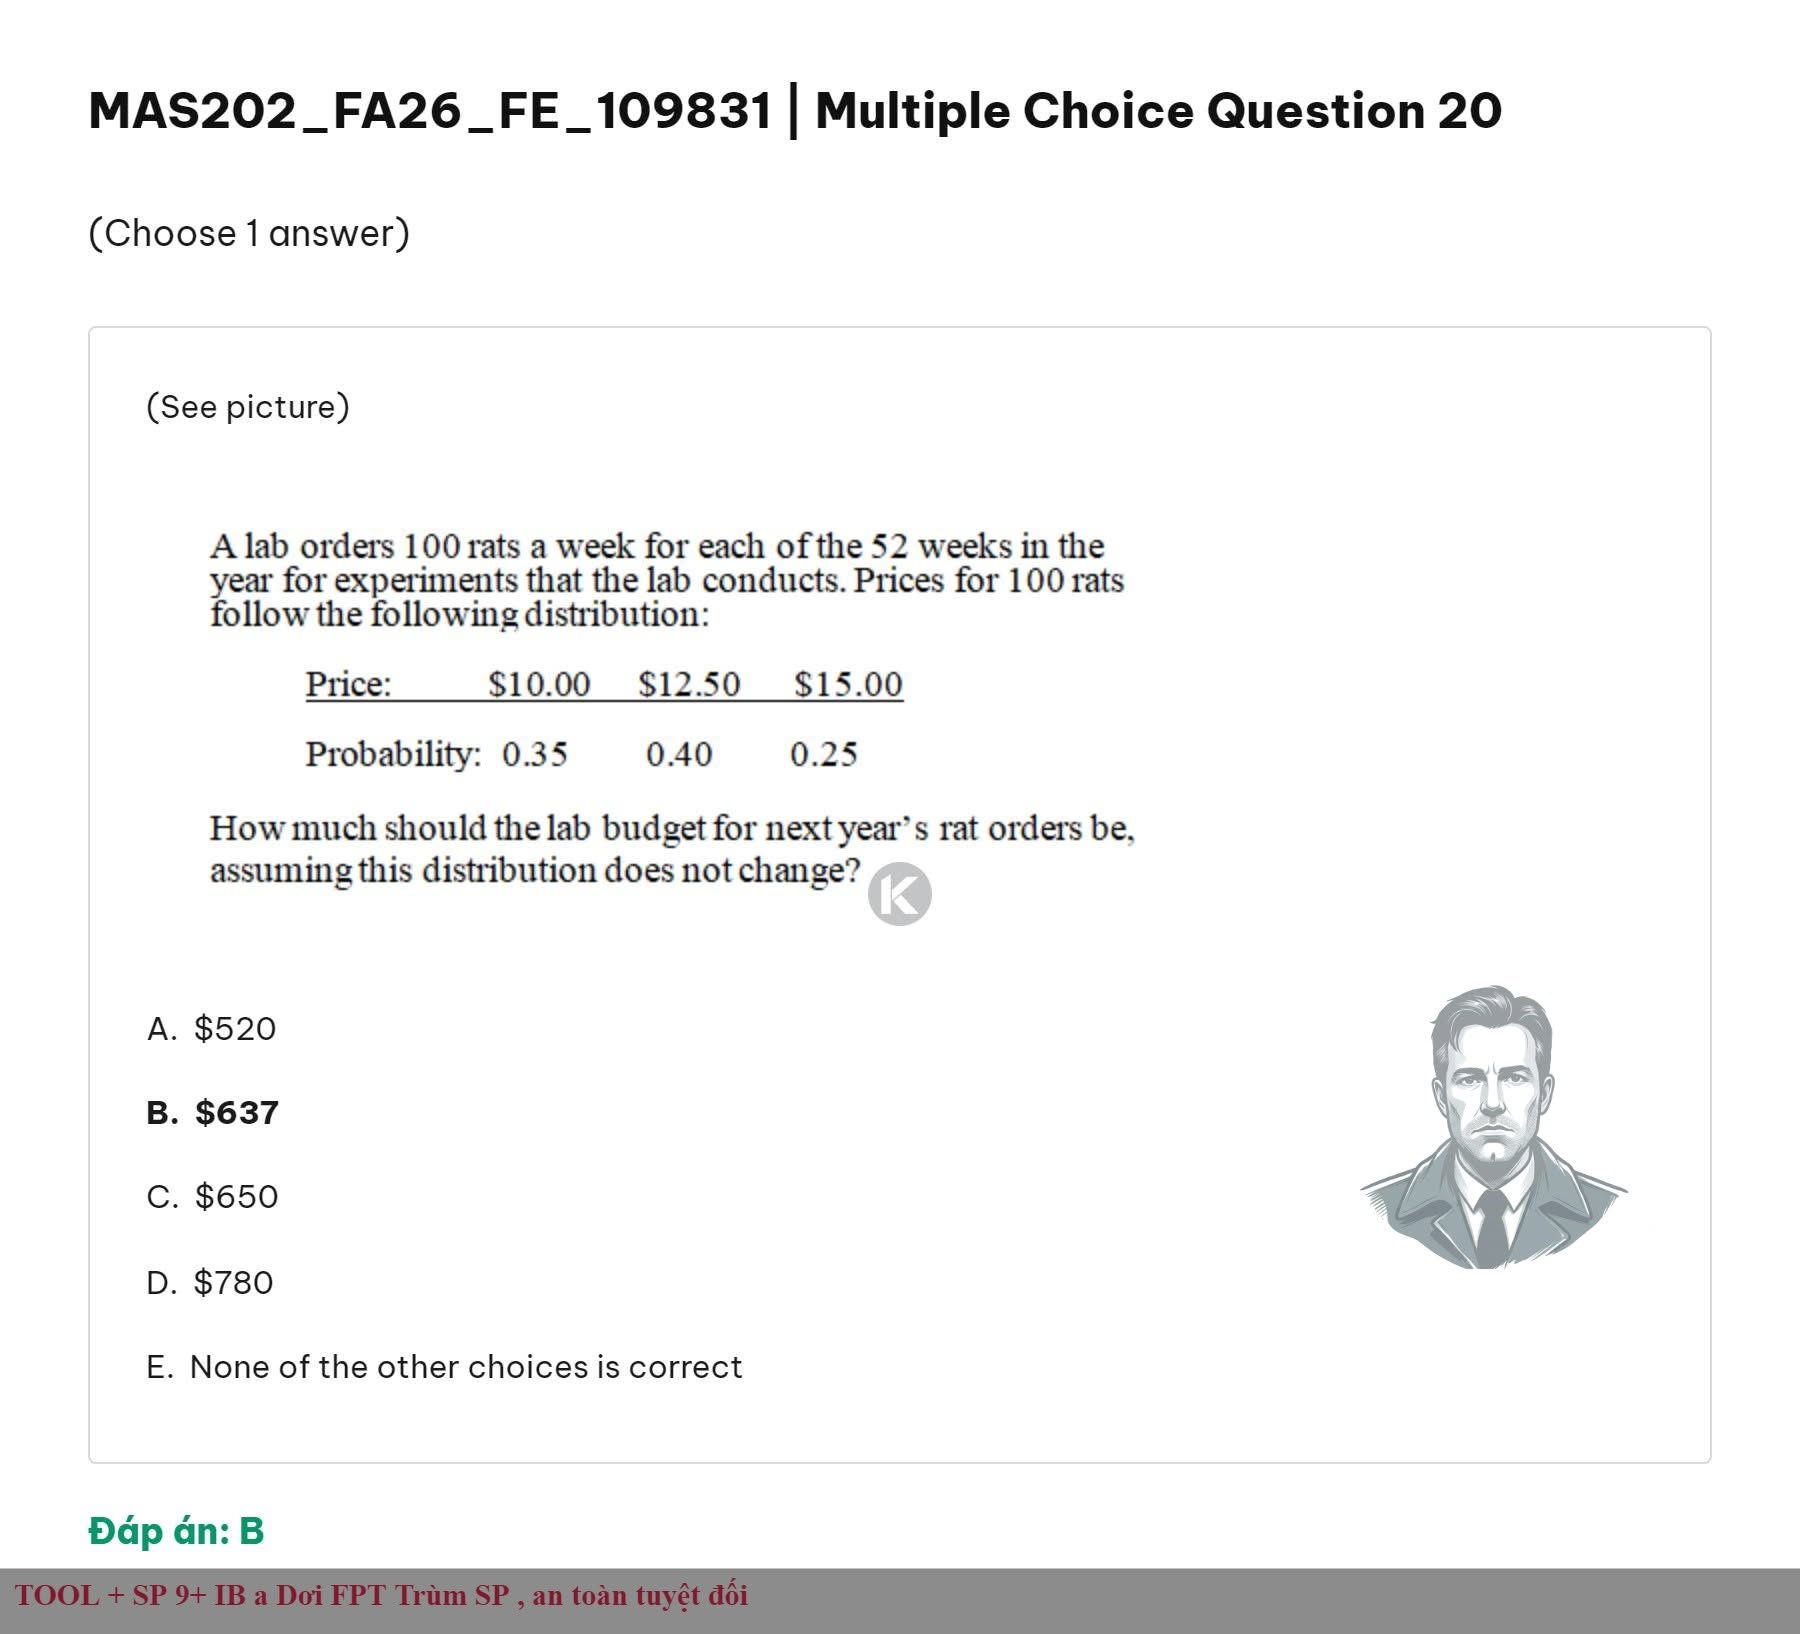 MAS202_FA26_FE_109831 | Multiple Choice Question 20
(Choose 1 answer)
(See picture)
A lab orders 100 rats a week for each of the 52 weeks in the
year for experiments that the lab conducts. Prices for 100 rats
follow the following distribution:
Price: $10.00 $12.50 $15.00
Probability: 0.35 0.40 0.25
How much should the lab budget for next year’s rat orders be,
assuming this distribution does not change?
K
A. $520
B. $637
C. $650
D. $780
E. None of the other choices is correct
Đáp án: B
TOOL + SP 9+ IB a Dơi FPT Trùm SP , an toàn tuyệt đối